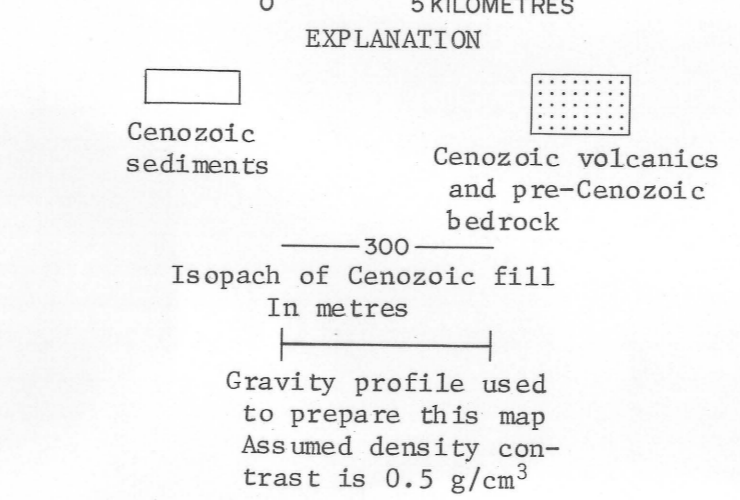 0 5 KILOMETRES
EXPLANATION
Cenozoic
sediments
Cenozoic volcanics
and pre-Cenozoic
bedrock
300
Isopach of Cenozoic fill
In metres
Gravity profile used
to prepare this map
Assumed density con-
trast is 0.5 g/cm³